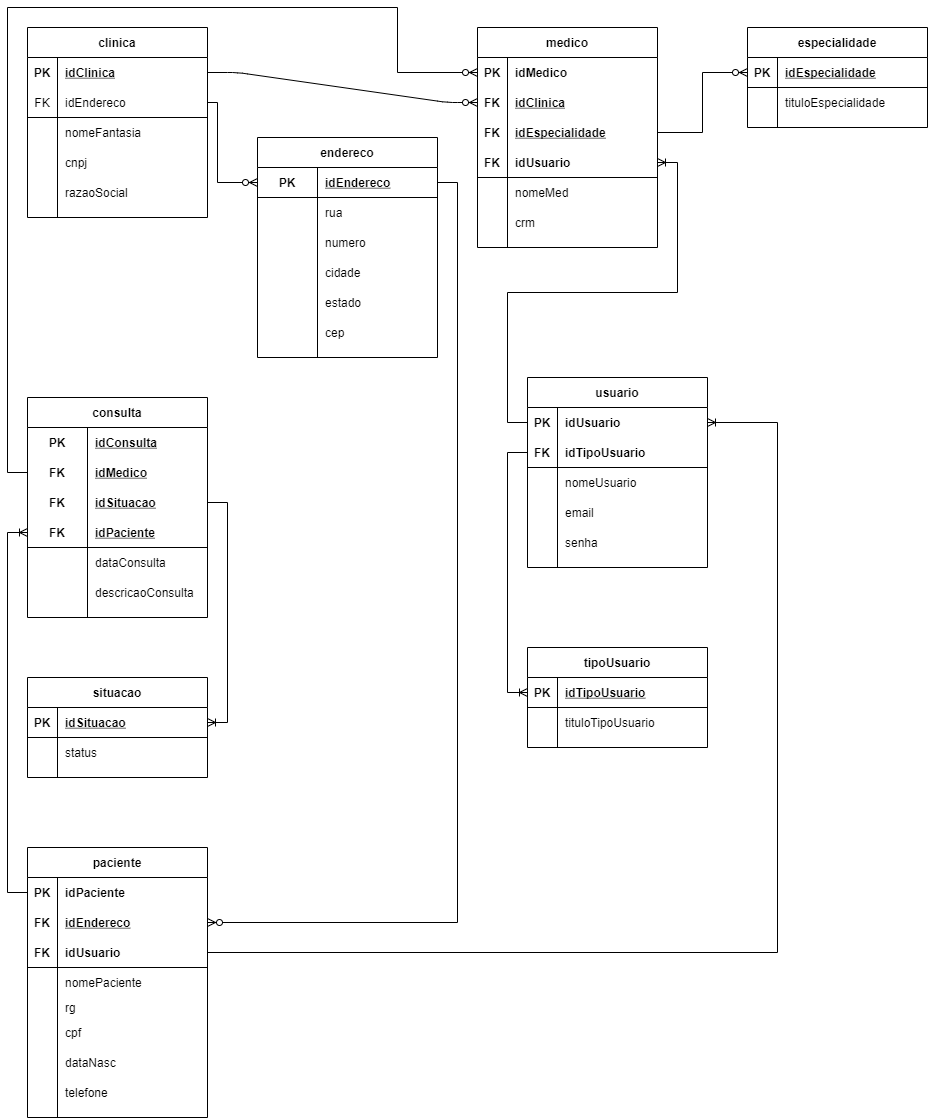 clinica
PK idClinica
FK idEndereco
nomeFantasia
cnpj
razaoSocial
endereco
PK idEndereco
rua
numero
cidade
estado
cep
medico
PK idMedico
FK idClinica
FK idEspecialidade
FK idUsuario
nomeMed
crm
especialidade
PK idEspecialidade
tituloEspecialidade
consulta
PK idConsulta
FK idMedico
FK idSituacao
FK idPaciente
dataConsulta
descricaoConsulta
usuario
PK idUsuario
FK idTipoUsuario
nomeUsuario
email
senha
situacao
PK idSituacao
status
tipoUsuario
PK idTipoUsuario
tituloTipoUsuario
paciente
PK idPaciente
FK idEndereco
FK idUsuario
nomePaciente
rg
cpf
dataNasc
telefone